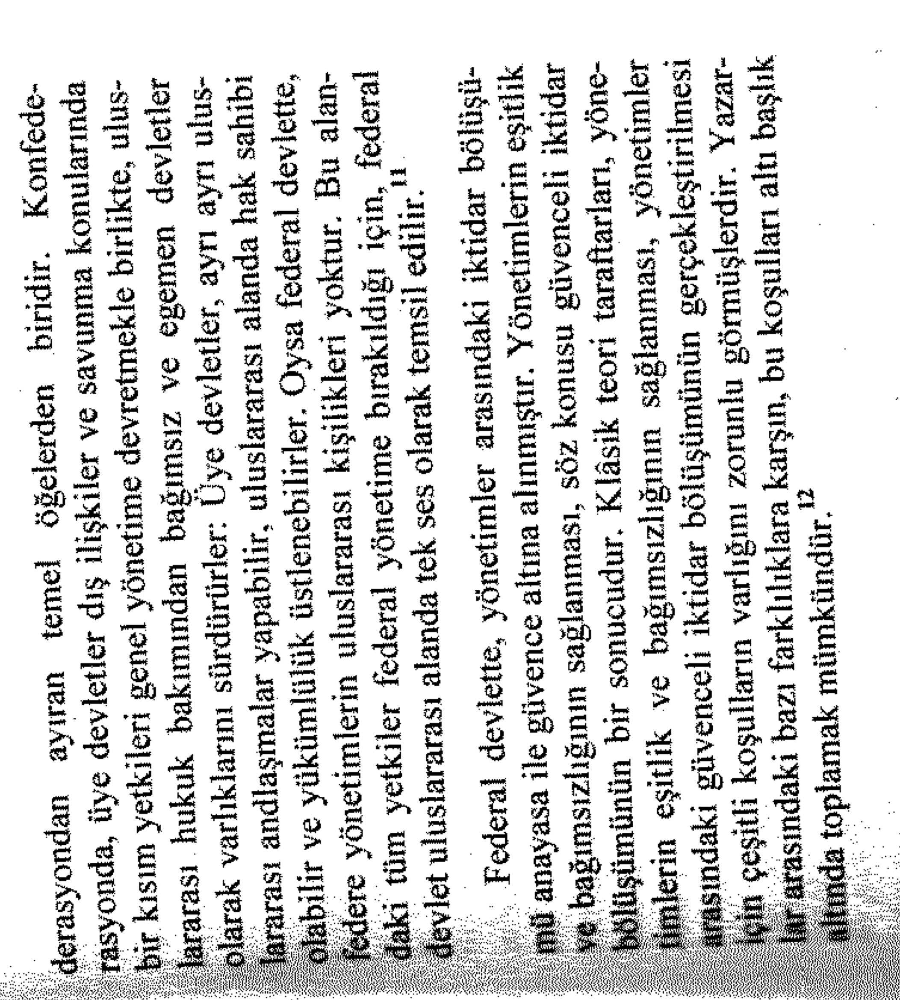 derasyondan ayıran temel öğelerden biridir. Konfede-
rasyonda, üye devletler dış ilişkiler ve savunma konularında
bir kısım yetkileri genel yönetime devretmekle birlikte, ulus-
lararası hukuk bakımından bağımsız ve egemen devletler
olarak varlıklarını sürdürürler: Üye devletler, ayrı ayrı ulus-
lararası andlaşmalar yapabilir, uluslararası alanda hak sahibi
olabilir ve yükümlülük üstlenebilirler. Oysa federal devlette,
federe yönetimlerin uluslararası kişilikleri yoktur. Bu alan-
daki tüm yetkiler federal yönetime bırakıldığı için, federal
devlet uluslararası alanda tek ses olarak temsil edilir.11
Federal devlette, yönetimler arasındaki iktidar bölüşü-
mü anayasa ile güvence altına alınmıştır. Yönetimlerin eşitlik
ve bağımsızlığının sağlanması, söz konusu güvenceli iktidar
bölüşümünün bir sonucudur. Klâsik teori taraftarları, yöne-
timlerin eşitlik ve bağımsızlığının sağlanması, yönetimler
arasındaki güvenceli iktidar bölüşümünün gerçekleştirilmesi
için çeşitli koşulların varlığını zorunlu görmüşlerdir. Yazar-
lar arasındaki bazı farklılıklara karşın, bu koşulları altı başlık
altında toplamak mümkündür.12